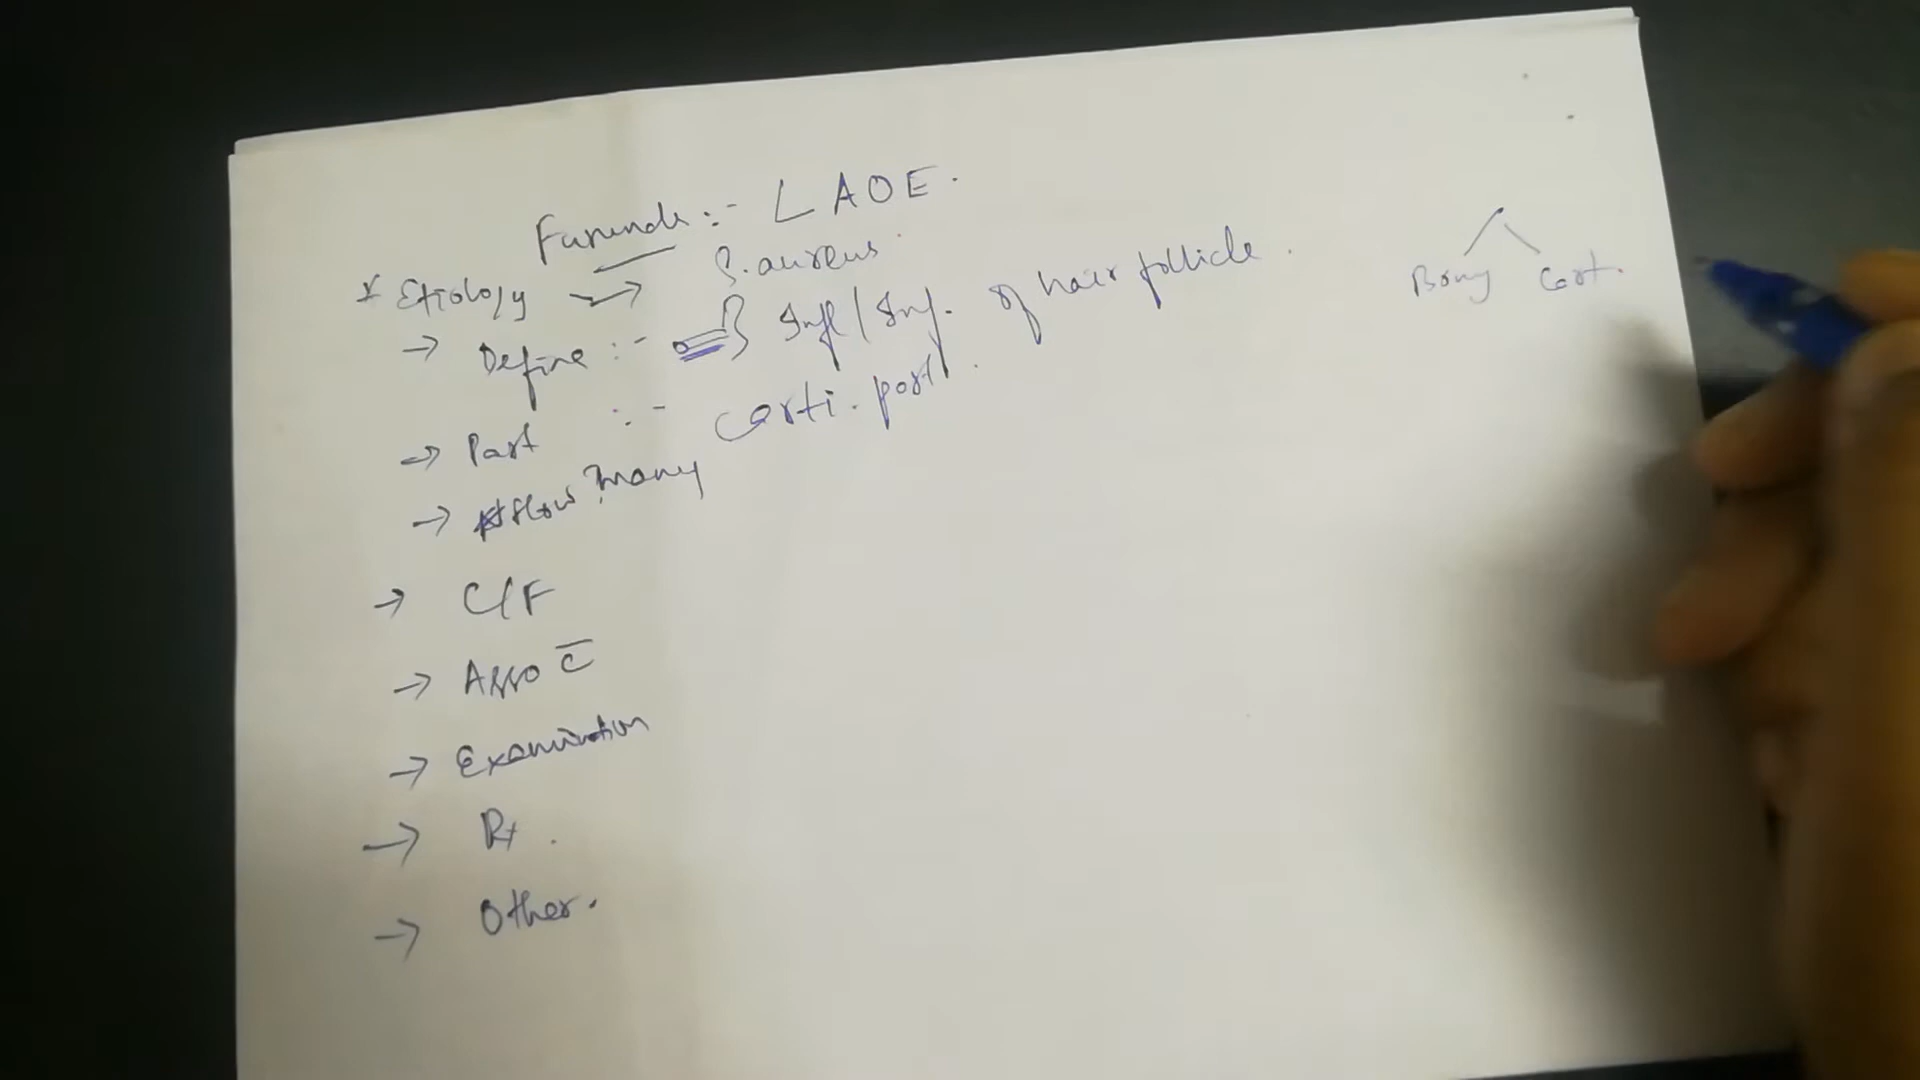 Furuncle :- LAOE.
* Etiology → S. aureus
→ Define :- Infl/Inf. of hair follicle.
Bony Cart.
→ Part :- Carti. part.
→ How many
→ C/F
→ Asso c̄
→ Examination
→ Rx.
→ Other.